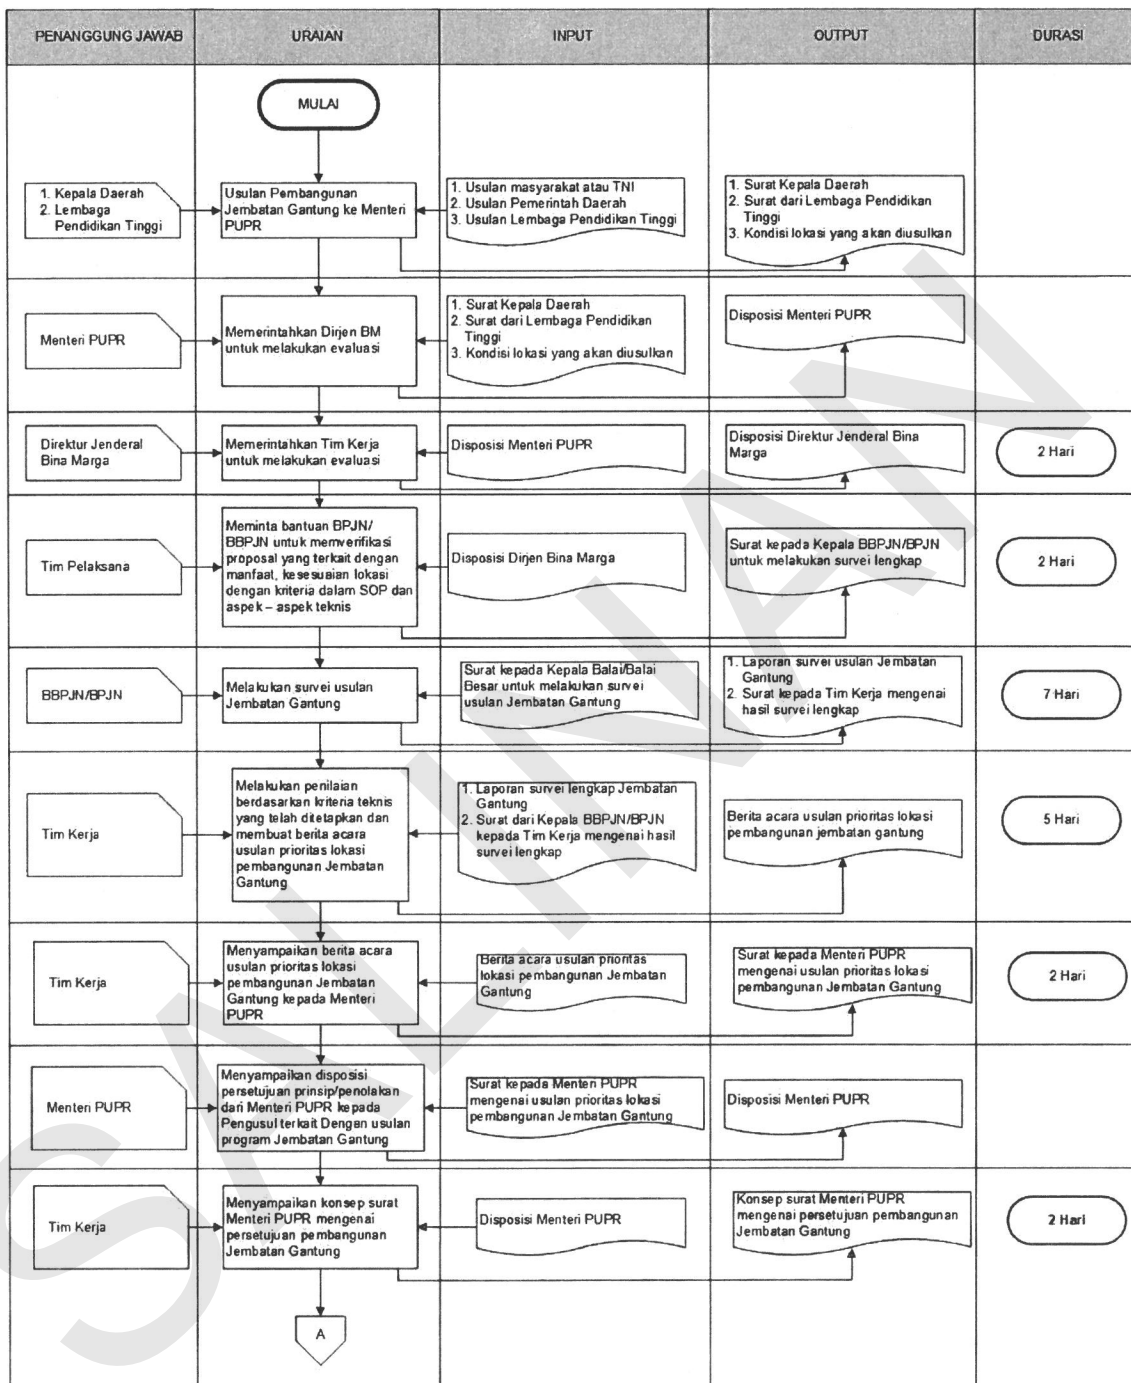 PENANGGUNG JAWAB
URAIAN
INPUT
OUTPUT
DURASI
MULAI
1. Kepala Daerah
2. Lembaga
Pendidikan Tinggi
Usulan Pembangunan
Jembatan Gantung ke Menteri
PUPR
1. Usulan masyarakat atau TNI
2. Usulan Pemerintah Daerah
3. Usulan Lembaga Pendidikan Tinggi
1. Surat Kepala Daerah
2. Surat dari Lembaga Pendidikan
Tinggi
3. Kondisi lokasi yang akan diusulkan
Menteri PUPR
Memerintahkan Dirjen BM
untuk melakukan evaluasi
1. Surat Kepala Daerah
2. Surat dari Lembaga Pendidikan
Tinggi
3. Kondisi lokasi yang akan diusulkan
Disposisi Menteri PUPR
Direktur Jenderal
Bina Marga
Memerintahkan Tim Kerja
untuk melakukan evaluasi
Disposisi Menteri PUPR
Disposisi Direktur Jenderal Bina
Marga
2 Hari
Tim Pelaksana
Meminta bantuan BPJN/
BBPJN untuk memverifikasi
proposal yang terkait dengan
manfaat, kesesuaian lokasi
dengan kriteria dalam SOP dan
aspek – aspek teknis
Disposisi Dirjen Bina Marga
Surat kepada Kepala BBPJN/BPJN
untuk melakukan survei lengkap
2 Hari
BBPJN/BPJN
Melakukan survei usulan
Jembatan Gantung
Surat kepada Kepala Balai/Balai
Besar untuk melakukan survei
usulan Jembatan Gantung
1. Laporan survei usulan Jembatan
Gantung
2. Surat kepada Tim Kerja mengenai
hasil survei lengkap
7 Hari
Tim Kerja
Melakukan penilaian
berdasarkan kriteria teknis
yang telah ditetapkan dan
membuat berita acara
usulan prioritas lokasi
pembangunan Jembatan
Gantung
1. Laporan survei lengkap Jembatan
Gantung
2. Surat dari Kepala BBPJN/BPJN
kepada Tim Kerja mengenai hasil
survei lengkap
Berita acara usulan prioritas lokasi
pembangunan jembatan gantung
5 Hari
Tim Kerja
Menyampaikan berita acara
usulan prioritas lokasi
pembangunan Jembatan
Gantung kepada Menteri
PUPR
Berita acara usulan prioritas
lokasi pembangunan Jembatan
Gantung
Surat kepada Menteri PUPR
mengenai usulan prioritas lokasi
pembangunan Jembatan Gantung
2 Hari
Menteri PUPR
Menyampaikan disposisi
persetujuan prinsip/penolakan
dari Menteri PUPR kepada
Pengusul terkait Dengan usulan
program Jembatan Gantung
Surat kepada Menteri PUPR
mengenai usulan prioritas lokasi
pembangunan Jembatan Gantung
Disposisi Menteri PUPR
Tim Kerja
Menyampaikan konsep surat
Menteri PUPR mengenai
persetujuan pembangunan
Jembatan Gantung
Disposisi Menteri PUPR
Konsep surat Menteri PUPR
mengenai persetujuan pembangunan
Jembatan Gantung
2 Hari
A
SALINAN